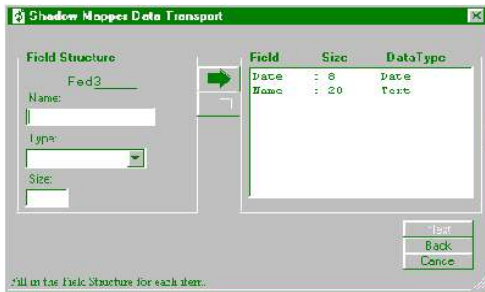 Shadow Mapper Data Transport
Field Structure
Fed3
Name:
Type:
Size:
Field Size DataType
Date : 8 Date
Name : 20 Text
Next
Back
Cance
Fill in the Field Structure for each item.